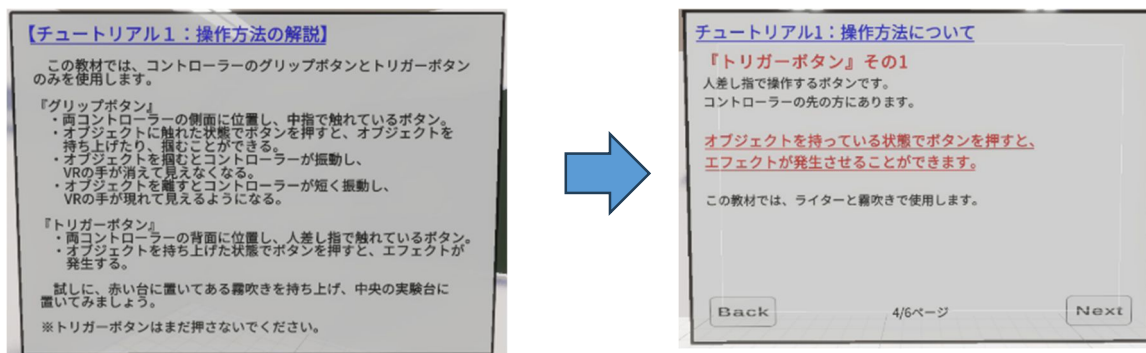 【チュートリアル1：操作方法の解説】
この教材では、コントローラーのグリップボタンとトリガーボタン
のみを使用します。
『グリップボタン』
・両コントローラーの側面に位置し、中指で触れているボタン。
・オブジェクトに触れた状態でボタンを押すと、オブジェクトを
持ち上げたり、掴むことができる。
・オブジェクトを掴むとコントローラーが振動し、
VRの手が消えて見えなくなる。
・オブジェクトを離すとコントローラーが短く振動し、
VRの手が現れて見えるようになる。
『トリガーボタン』
・両コントローラーの背面に位置し、人差し指で触れているボタン。
・オブジェクトを持ち上げた状態でボタンを押すと、エフェクトが
発生する。
試しに、赤い台に置いてある霧吹きを持ち上げ、中央の実験台に
置いてみましょう。
※トリガーボタンはまだ押さないでください。
チュートリアル1：操作方法について
『トリガーボタン』その1
人差し指で操作するボタンです。
コントローラーの先の方にあります。
オブジェクトを持っている状態でボタンを押すと、
エフェクトが発生させることができます。
この教材では、ライターと霧吹きで使用します。
Back
4/6ページ
Next